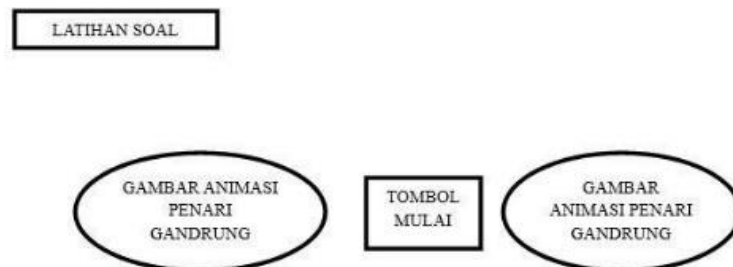 LATIHAN SOAL
GAMBAR ANIMASI
PENARI
GANDRUNG
TOMBOL
MULAI
GAMBAR
ANIMASI PENARI
GANDRUNG